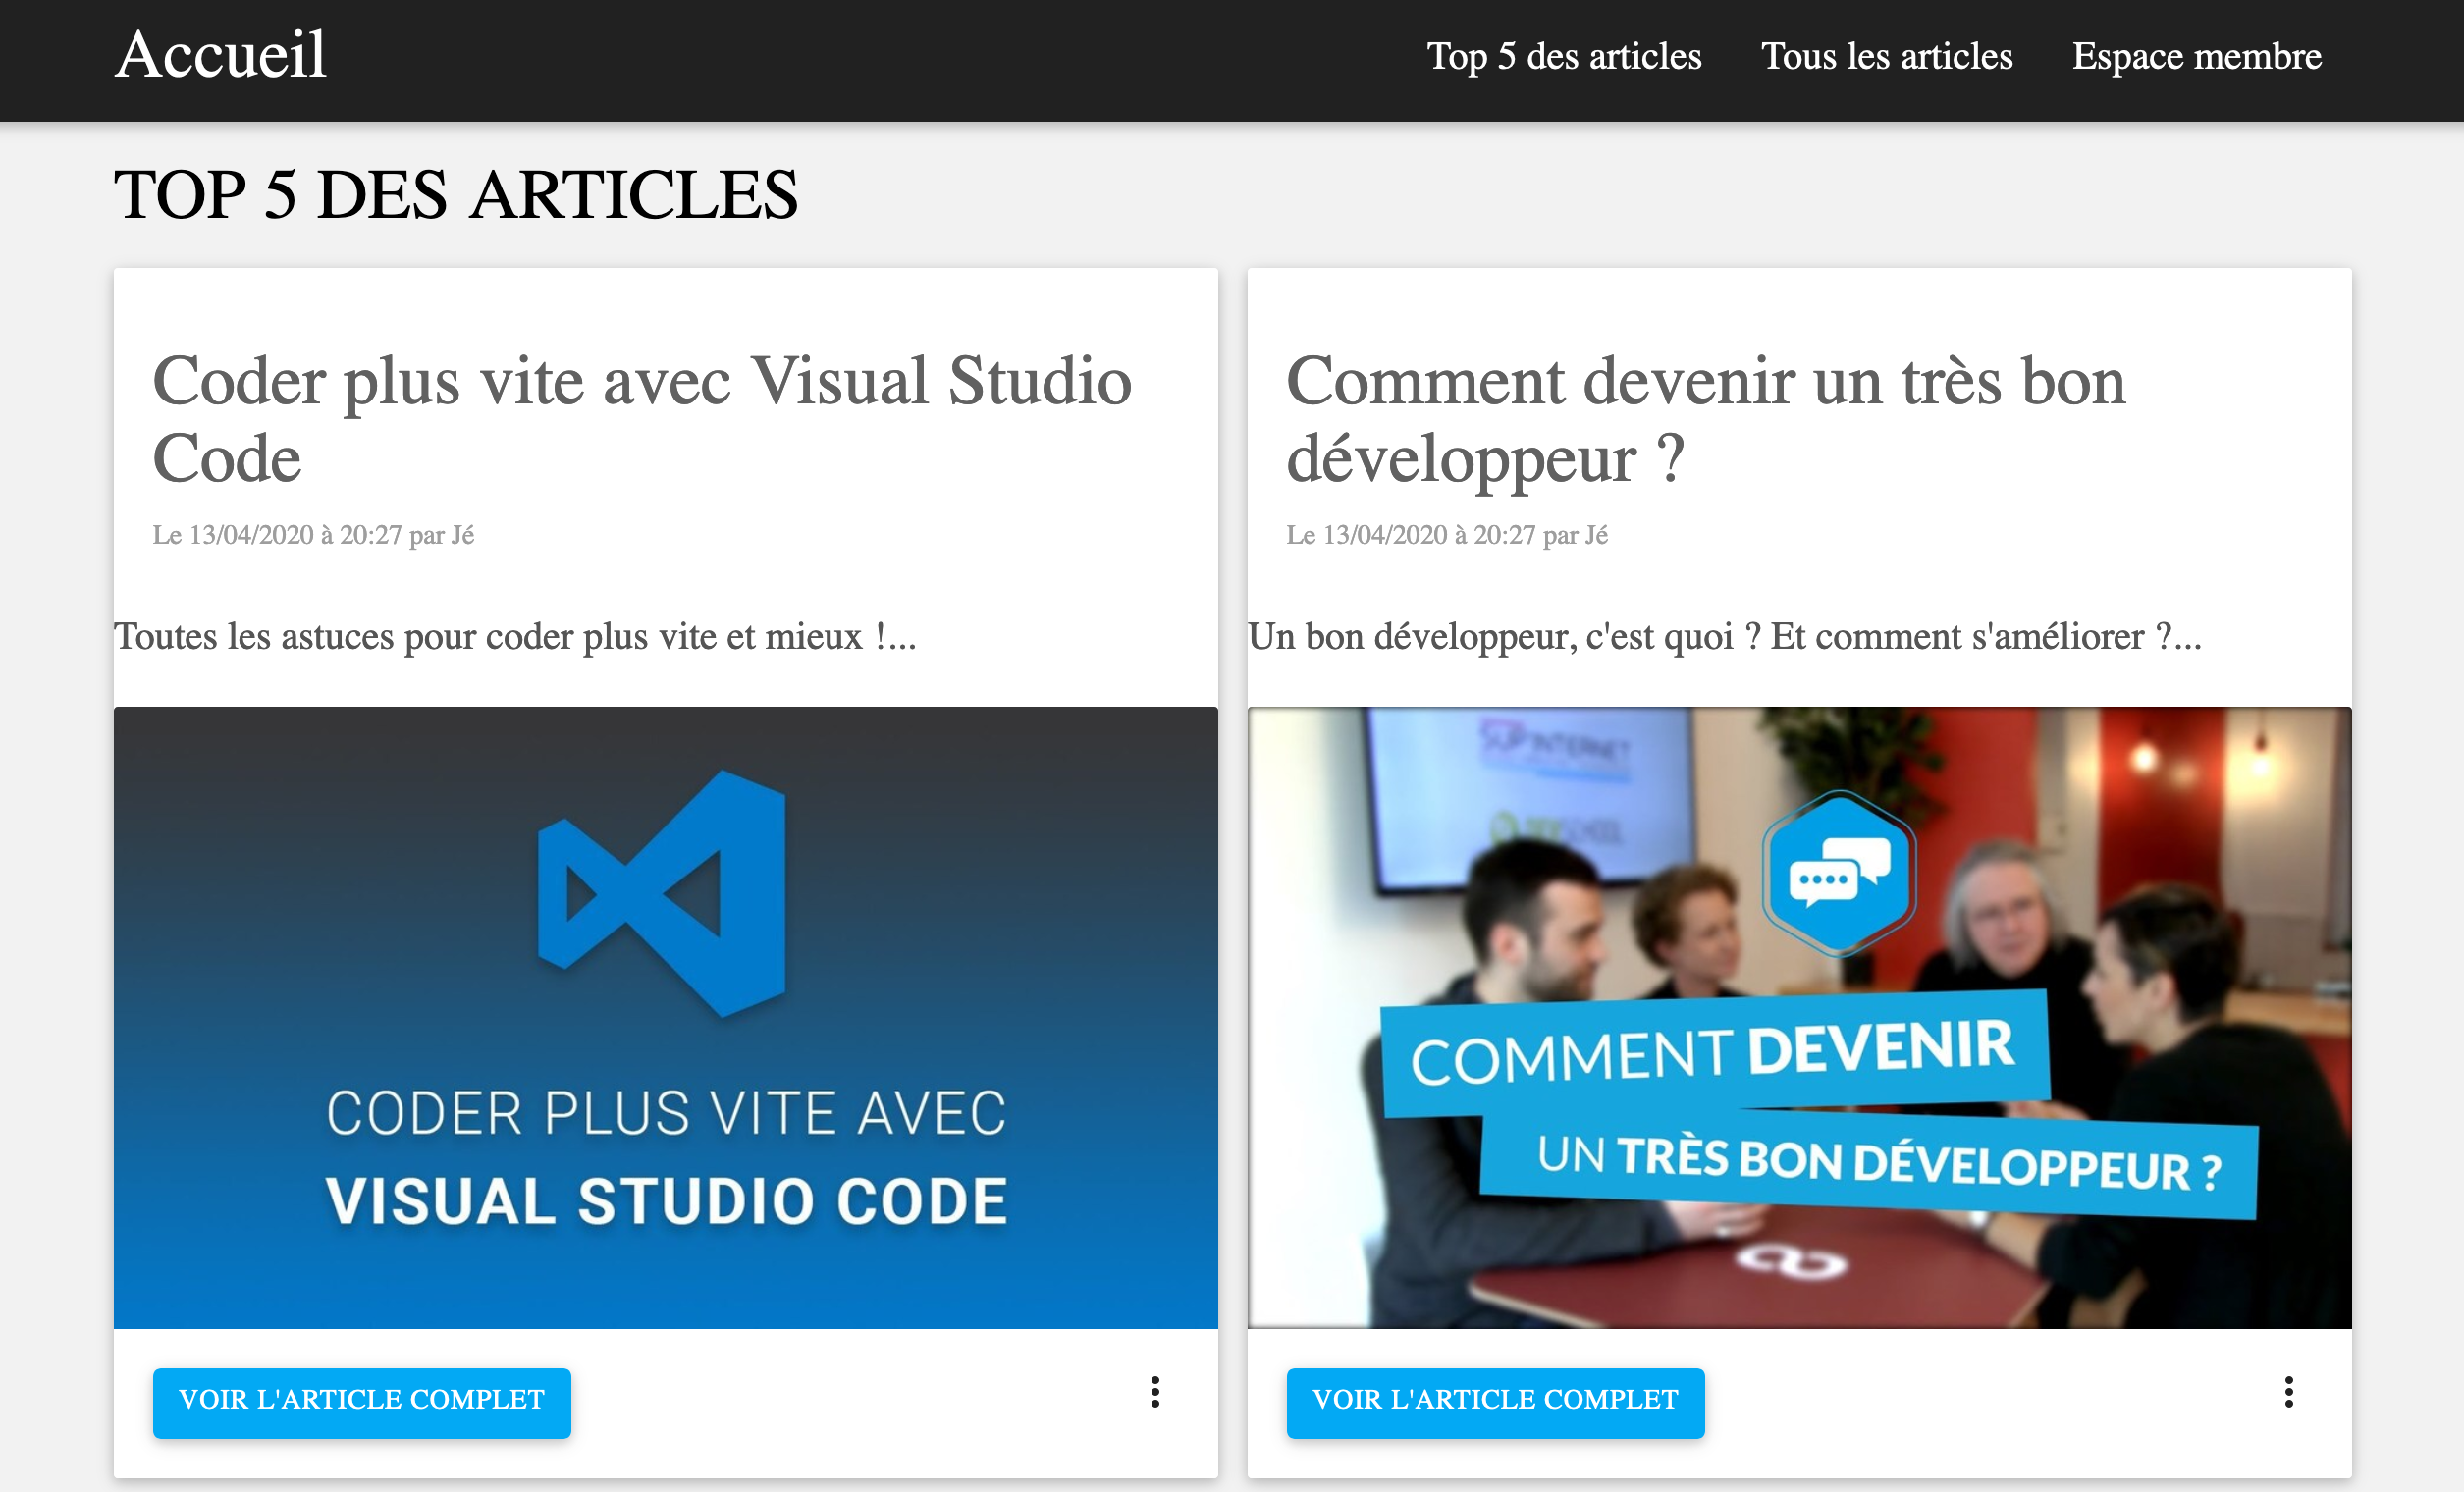 Accueil
Top 5 des articles
Tous les articles
Espace membre
TOP 5 DES ARTICLES
Coder plus vite avec Visual Studio
Code
Le 13/04/2020 à 20:27 par Jé
Toutes les astuces pour coder plus vite et mieux !...
CODER PLUS VITE AVEC
VISUAL STUDIO CODE
VOIR L'ARTICLE COMPLET
Comment devenir un très bon
développeur ?
Le 13/04/2020 à 20:27 par Jé
Un bon développeur, c'est quoi ? Et comment s'améliorer ?...
SUP'INTERNET
COMMENT DEVENIR
UN TRÈS BON DÉVELOPPEUR ?
VOIR L'ARTICLE COMPLET